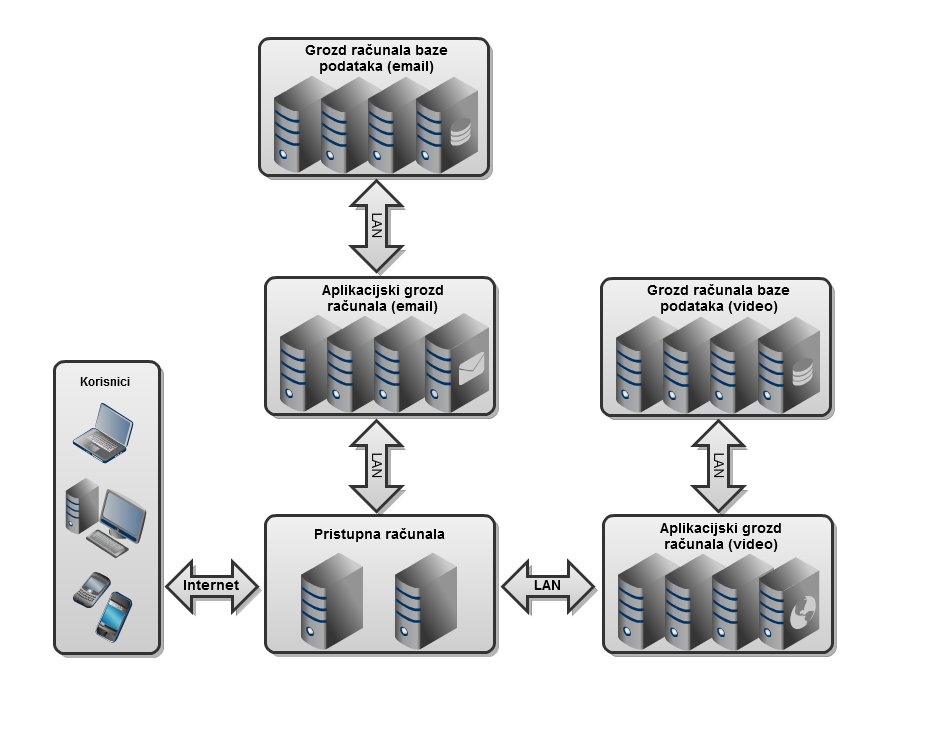 Grozd računala baze
podataka (email)
LAN
Aplikacijski grozd
računala (email)
Grozd računala baze
podataka (video)
Korisnici
LAN
LAN
Pristupna računala
Aplikacijski grozd
računala (video)
Internet
LAN